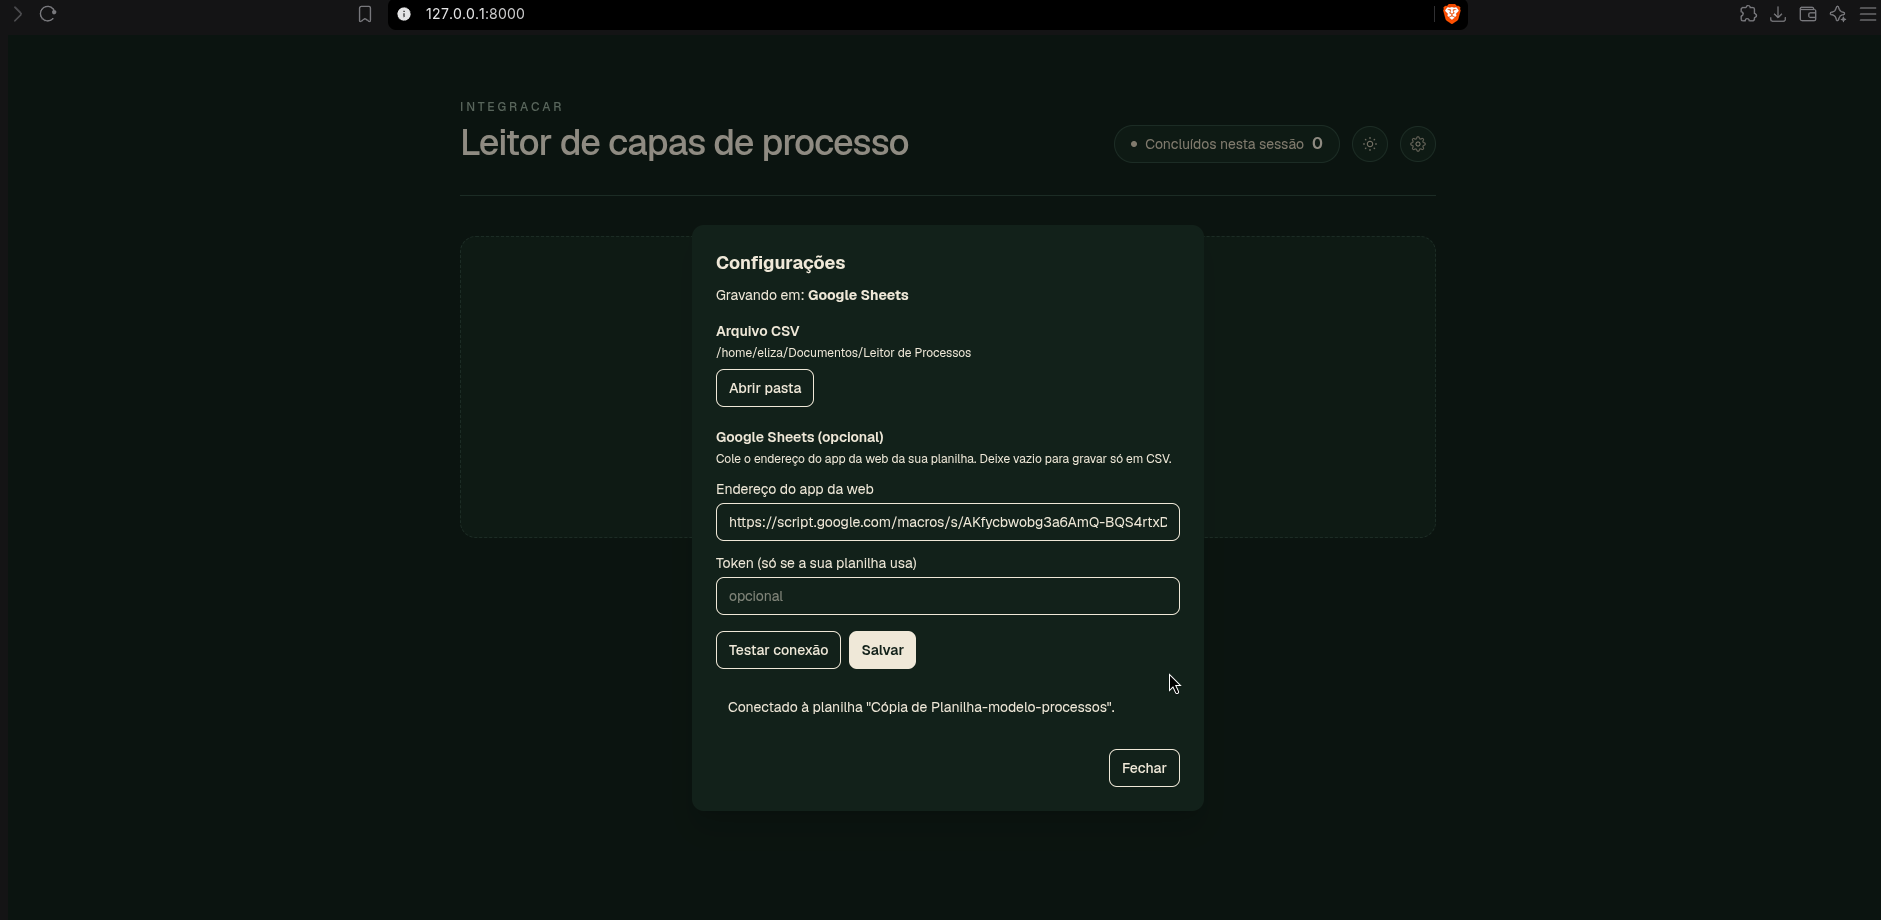 127.0.0.1:8000
INTEGRACAR
Leitor de capas de processo
Concluídos nesta sessão 0
Configurações
Gravando em: Google Sheets
Arquivo CSV
/home/eliza/Documentos/Leitor de Processos
Abrir pasta
Google Sheets (opcional)
Cole o endereço do app da web da sua planilha. Deixe vazio para gravar só em CSV.
Endereço do app da web
https://script.google.com/macros/s/AKfycbwobg3a6AmQ-BQS4rtxD
Token (só se a sua planilha usa)
opcional
Testar conexão Salvar
Conectado à planilha "Cópia de Planilha-modelo-processos".
Fechar